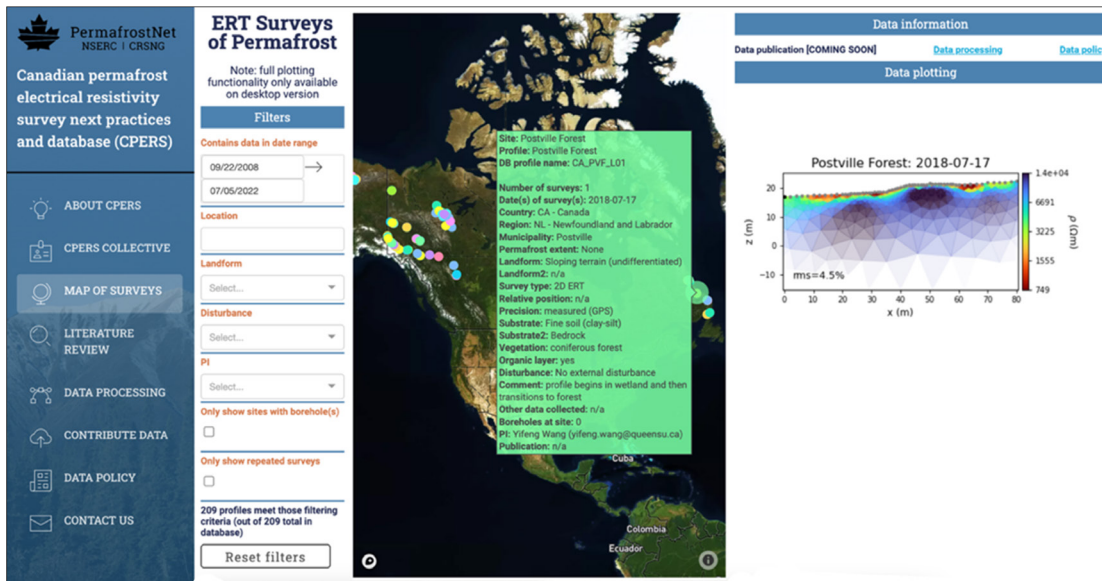 PermafrostNet
NSERC | CRSNG
Canadian permafrost
electrical resistivity
survey next practices
and database (CPERS)
ABOUT CPERS
CPERS COLLECTIVE
MAP OF SURVEYS
LITERATURE
REVIEW
DATA PROCESSING
CONTRIBUTE DATA
DATA POLICY
CONTACT US
ERT Surveys
of Permafrost
Note: full plotting
functionality only available
on desktop version
Filters
Contains data in date range
09/22/2008
07/05/2022
Location
Landform
Select...
Disturbance
Select...
PI
Select...
Only show sites with borehole(s)
Only show repeated surveys
209 profiles meet those filtering
criteria (out of 209 total in
database)
Reset filters
Site: Postville Forest
Profile: Postville Forest
DB profile name: CA_PVF_L01
Number of surveys: 1
Date(s) of survey(s): 2018-07-17
Country: CA - Canada
Region: NL - Newfoundland and Labrador
Municipality: Postville
Permafrost extent: None
Landform: Sloping terrain (undifferentiated)
Landform2: n/a
Survey type: 2D ERT
Relative position: n/a
Precision: measured (GPS)
Substrate: Fine soil (clay-silt)
Substrate2: Bedrock
Vegetation: coniferous forest
Organic layer: yes
Disturbance: No external disturbance
Comment: profile begins in wetland and then
transitions to forest
Other data collected: n/a
Boreholes at site: 0
PI: Yifeng Wang (yifeng.wang@queensu.ca)
Publication: n/a
Cuba
Colombia
Ecuador
Data information
Data publication [COMING SOON] Data processing Data polic
Data plotting
Postville Forest: 2018-07-17
20
10
0
−10
z (m)
rms=4.5%
0 10 20 30 40 50 60 70 80
x (m)
1.4e+04
6691
3225
1555
749
ρ (Ωm)